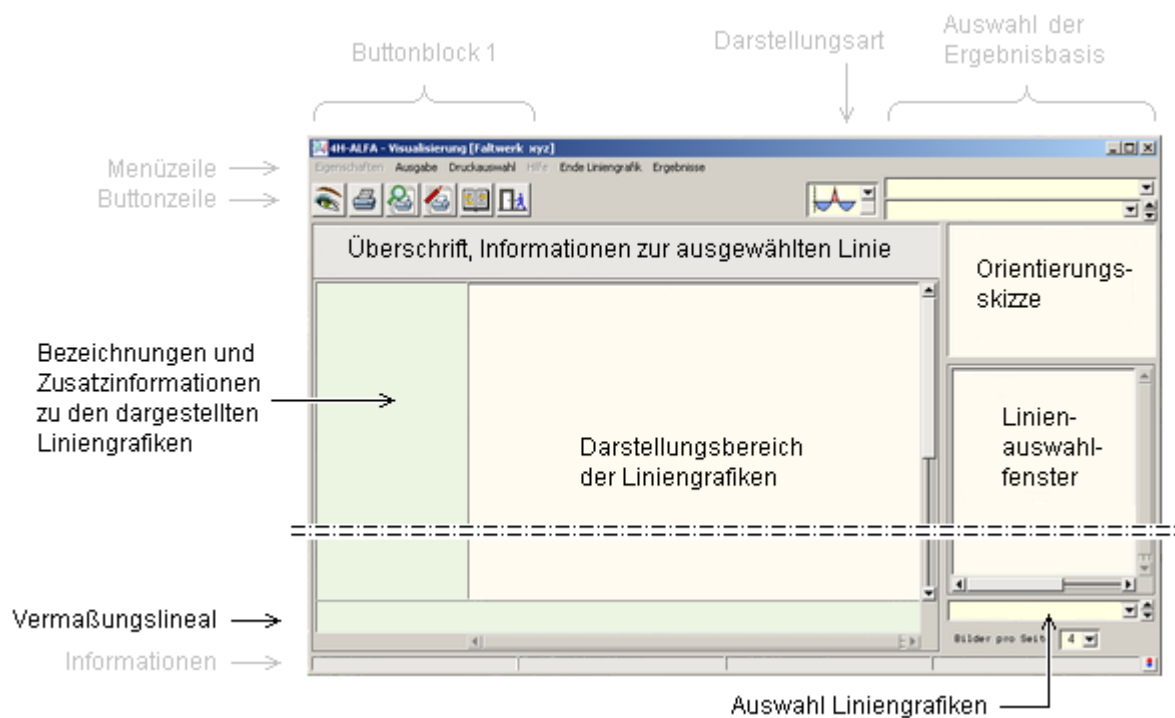 Buttonblock 1
Darstellungsart
Auswahl der
Ergebnisbasis
4H-ALFA - Visualisierung [Faltwerk xyz]
Menüzeile
Eigenschaften Ausgabe Druckauswahl Hilfe Ende Liniengrafik Ergebnisse
Buttonzeile
Überschrift, Informationen zur ausgewählten Linie
Orientierungs-
skizze
Bezeichnungen und
Zusatzinformationen
zu den dargestellten
Liniengrafiken
Darstellungsbereich
der Liniengrafiken
Linien-
auswahl-
fenster
Vermaßungslineal
Bilder pro Seite 4
Informationen
Auswahl Liniengrafiken